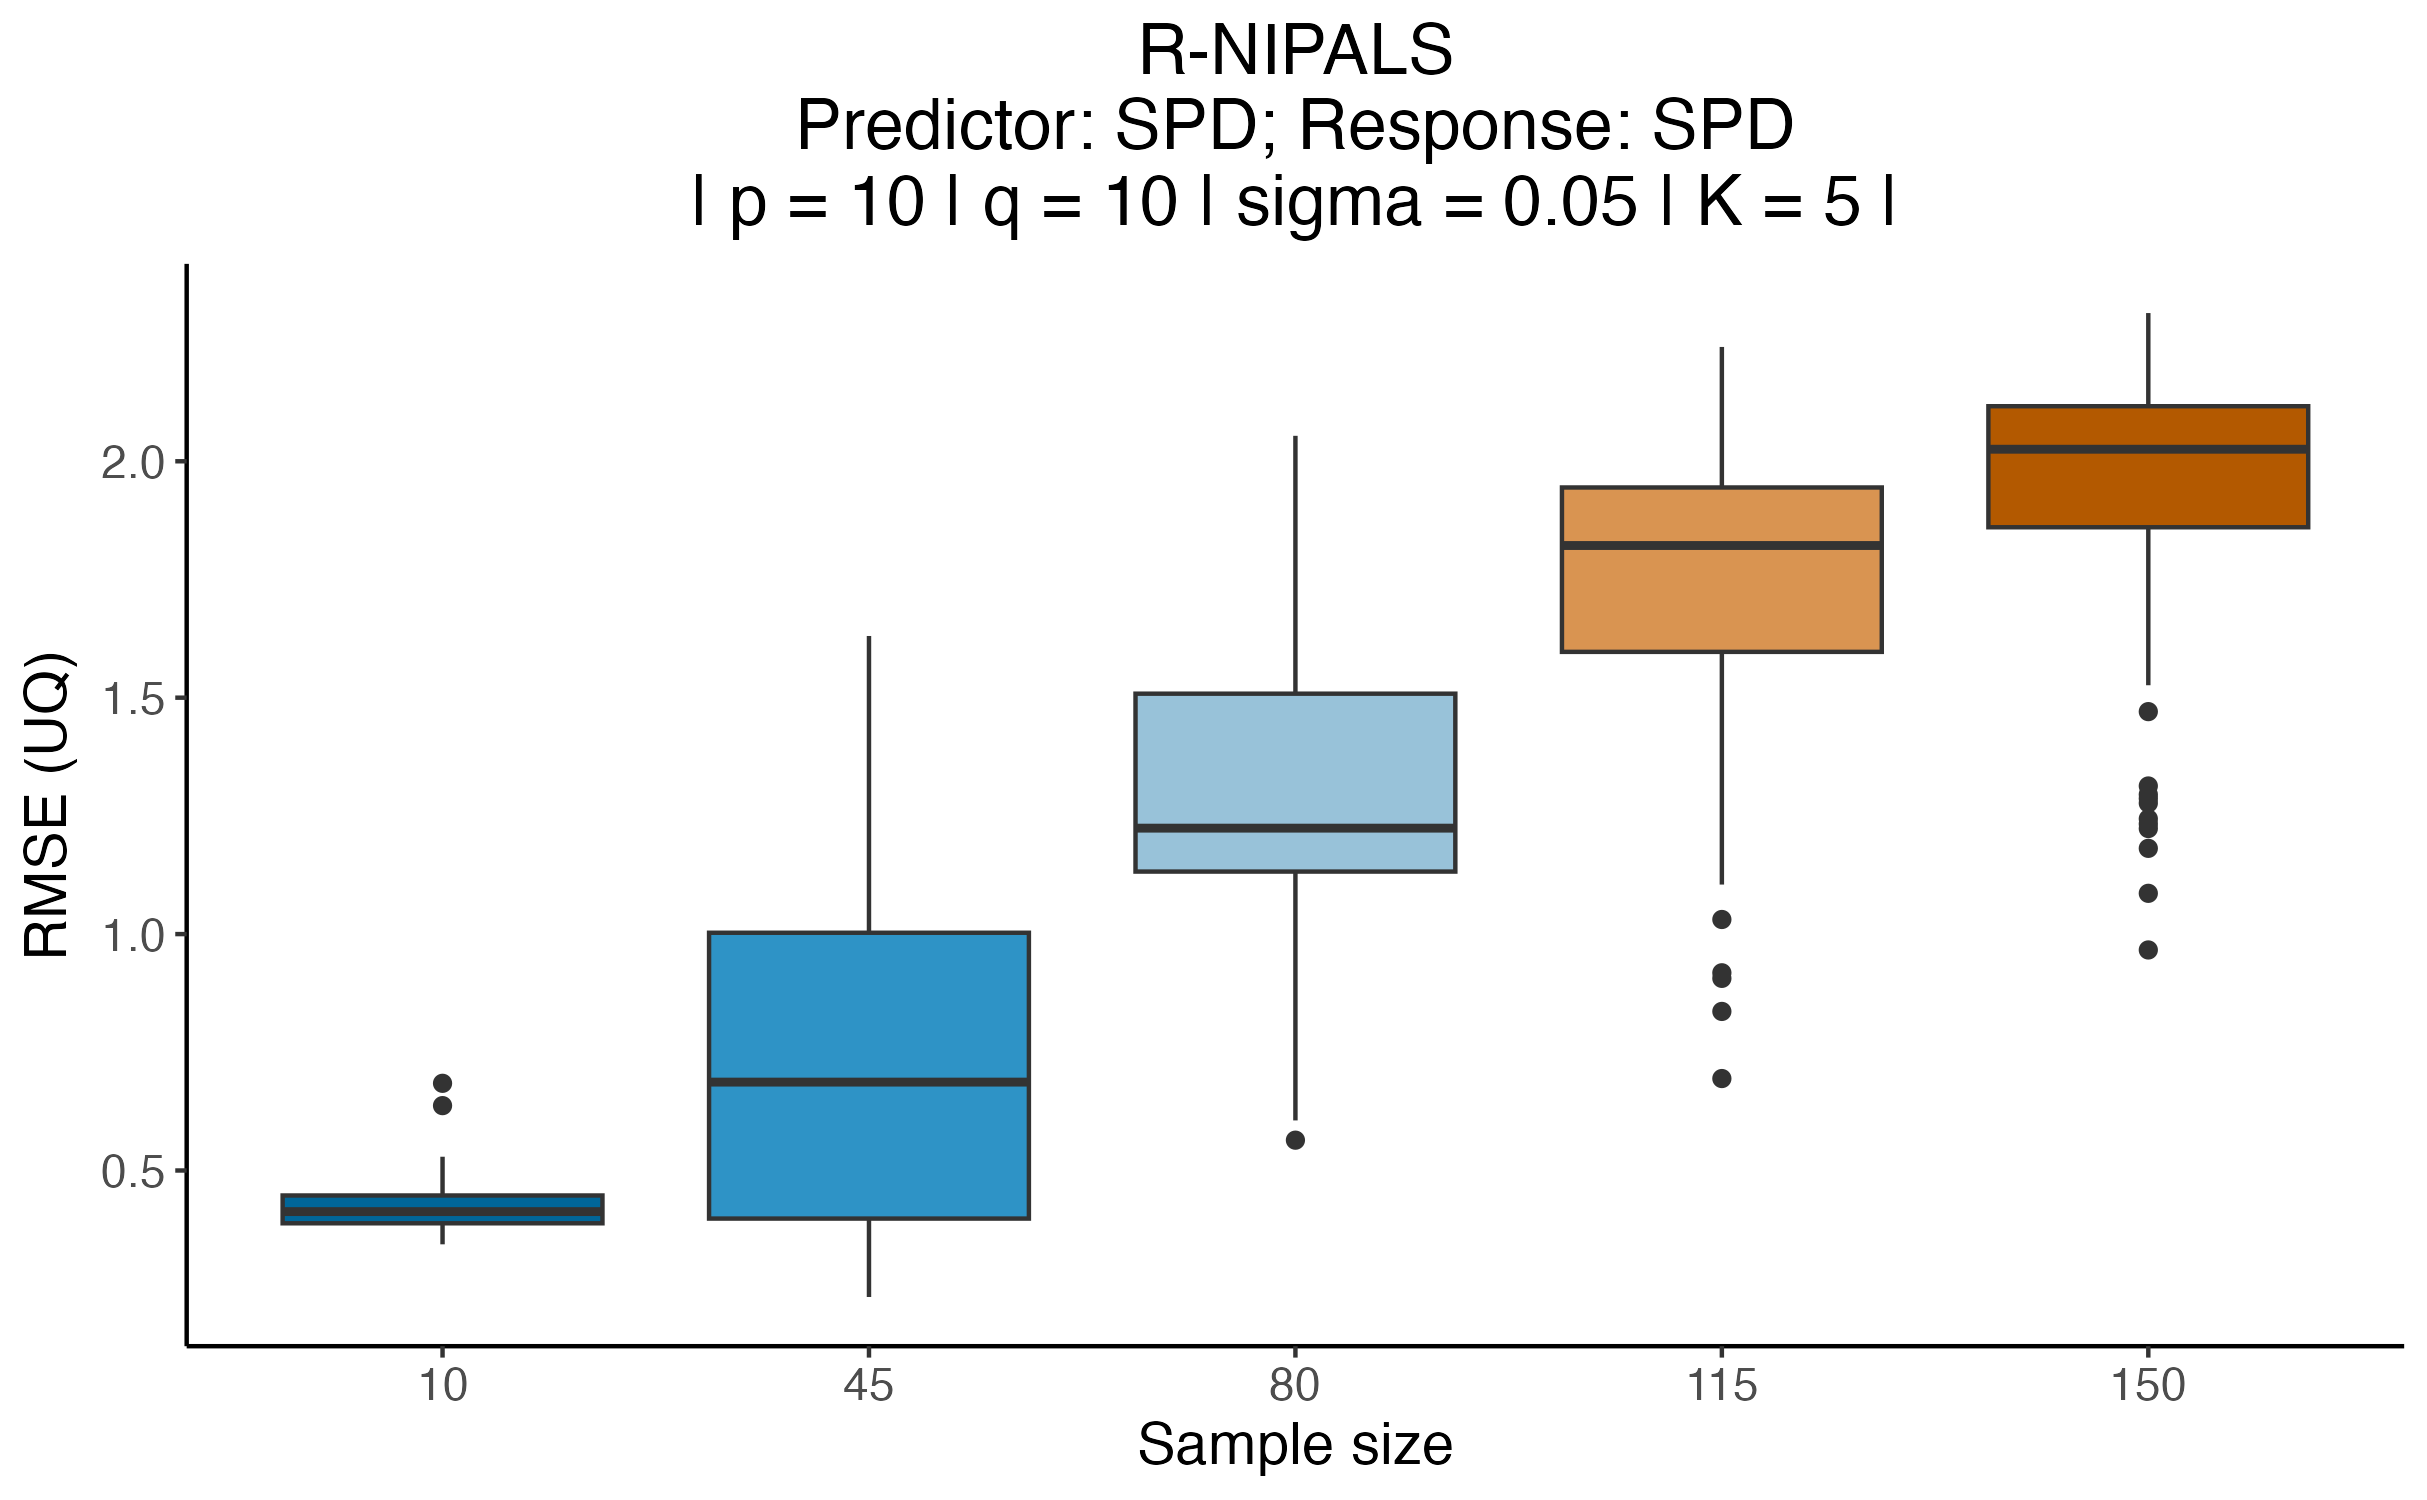 R-NIPALS
Predictor: SPD; Response: SPD
| p = 10 | q = 10 | sigma = 0.05 | K = 5 |
RMSE (UQ)
2.0
1.5
1.0
0.5
10 45 80 115 150
Sample size